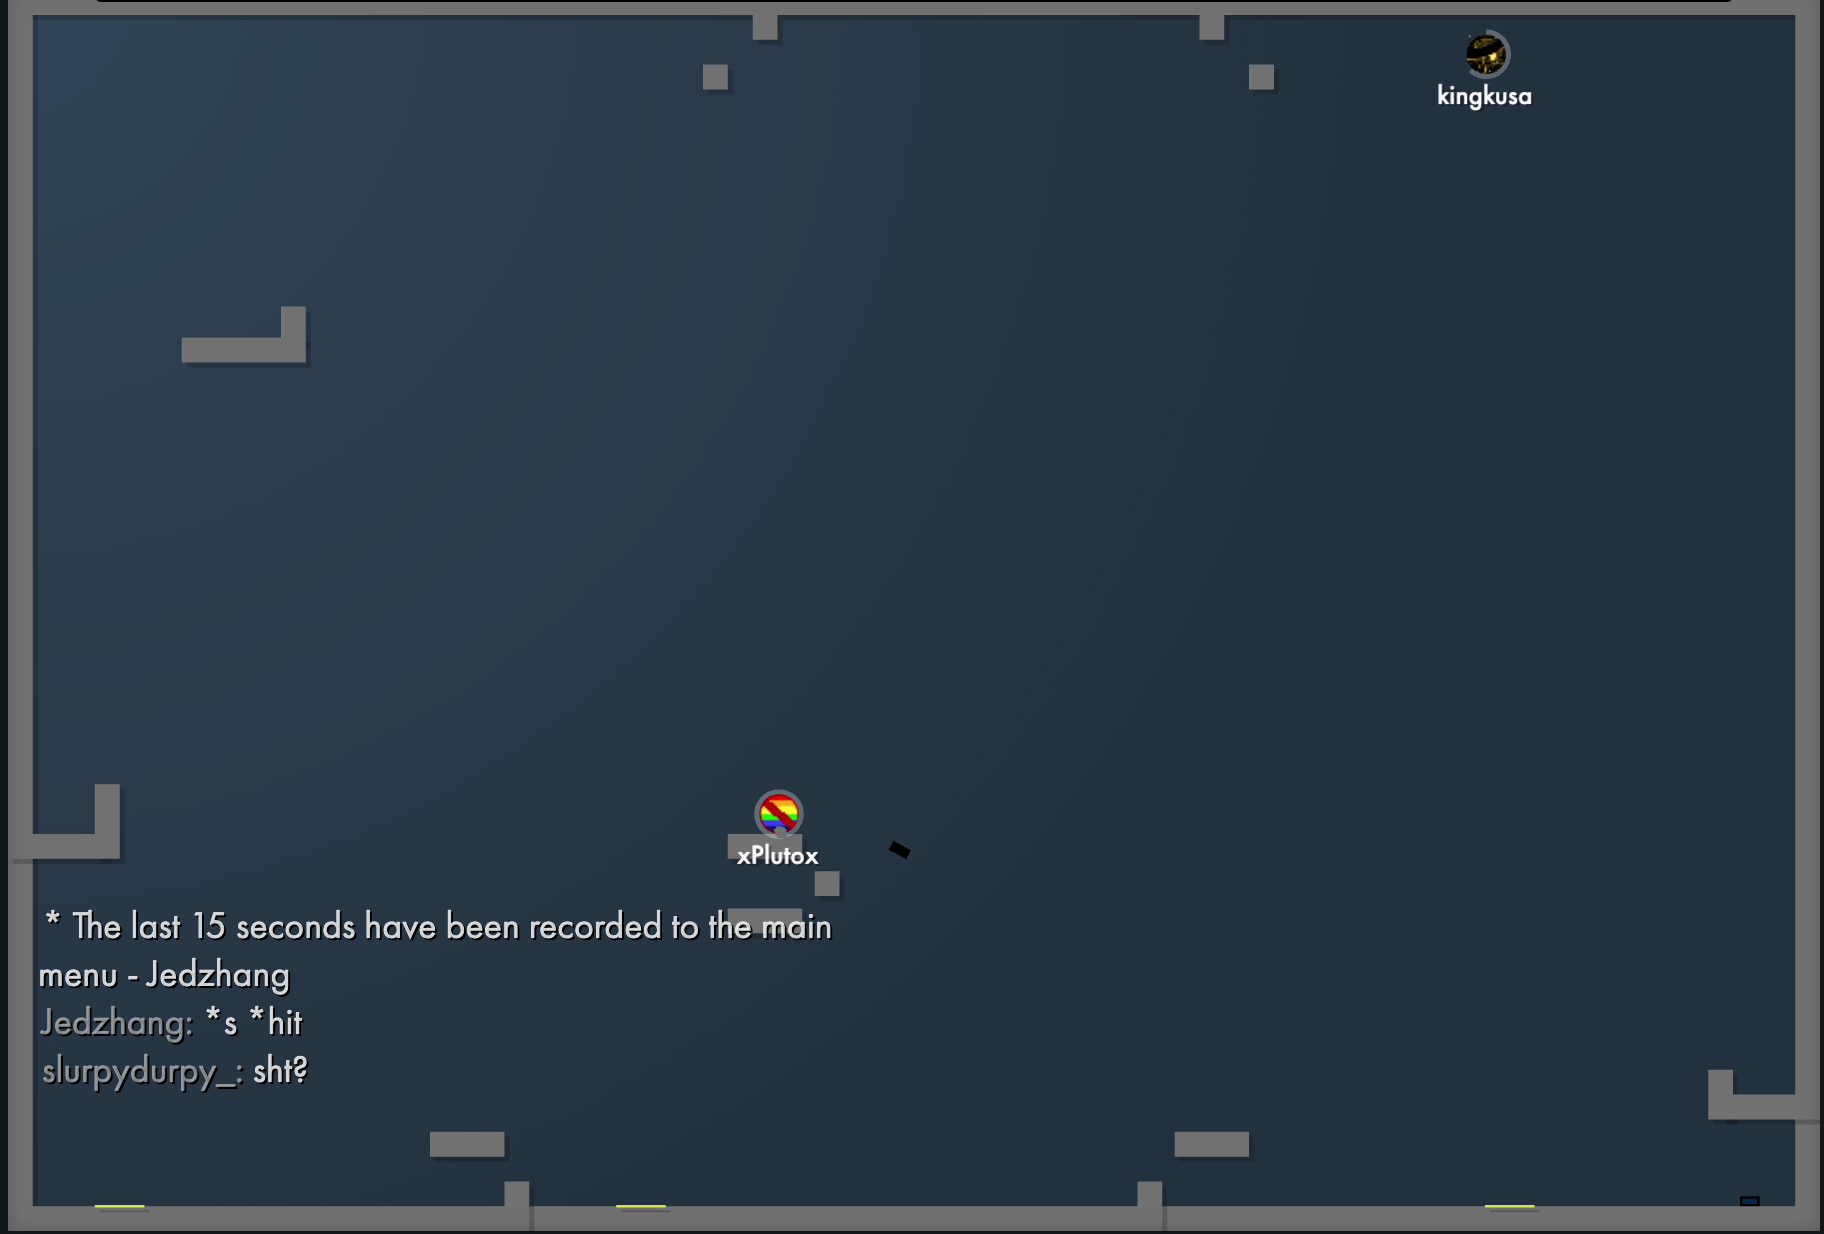 kingkusa
xPlutox
* The last 15 seconds have been recorded to the main
menu - Jedzhang
Jedzhang: *s *hit
slurpydurpy_: sht?